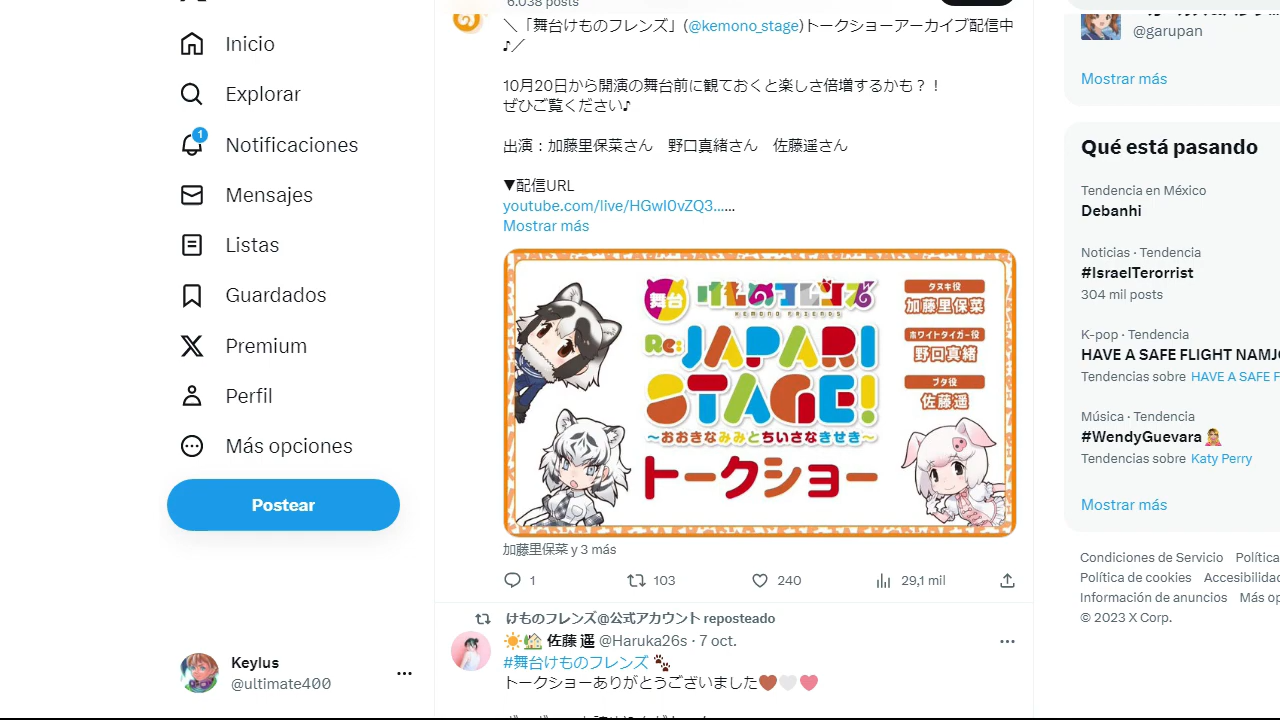 Inicio
Explorar
1
Notificaciones
Mensajes
Listas
Guardados
Premium
Perfil
Más opciones
Postear
Keylus
@ultimate400
6.038 posts
＼「舞台けものフレンズ」(@kemono_stage)トークショーアーカイブ配信中
♪／
10月20日から開演の舞台前に観ておくと楽しさ倍増するかも？！
ぜひご覧ください♪
出演：加藤里保菜さん　野口真緒さん　佐藤遥さん
▼配信URL
youtube.com/live/HGwI0vZQ3……
Mostrar más
舞台
けものフレンズ
KEMONO FRIENDS
Re:JAPARI
STAGE!
～おおきなみみとちいさなきせき～
トークショー
タヌキ役
加藤里保菜
ホワイトタイガー役
野口真緒
ブタ役
佐藤遥
加藤里保菜 y 3 más
1 103 240 29,1 mil
けものフレンズ@公式アカウント reposteado
☀️🏡 佐藤 遥 @Haruka26s · 7 oct.
#舞台けものフレンズ 🐾
トークショーありがとうございました🤎🤍🩷
@garupan
Mostrar más
Qué está pasando
Tendencia en México
Debanhi
Noticias · Tendencia
#IsraelTerorrist
304 mil posts
K-pop · Tendencia
HAVE A SAFE FLIGHT NAMJO
Tendencias sobre HAVE A SAFE F
Música · Tendencia
#WendyGuevara
Tendencias sobre Katy Perry
Mostrar más
Condiciones de Servicio Política
Política de cookies Accesibilidad
Información de anuncios Más op
© 2023 X Corp.